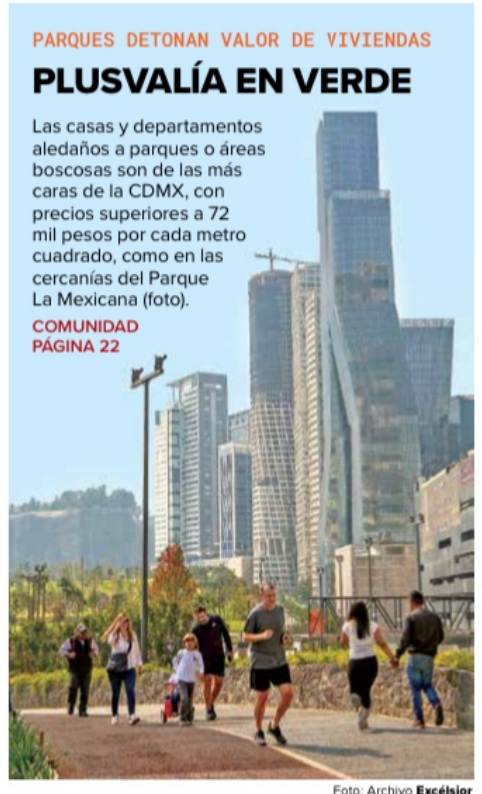 PARQUES DETONAN VALOR DE VIVIENDAS
PLUSVALÍA EN VERDE
Las casas y departamentos
aledaños a parques o áreas
boscosas son de las más
caras de la CDMX, con
precios superiores a 72
mil pesos por cada metro
cuadrado, como en las
cercanías del Parque
La Mexicana (foto).
COMUNIDAD
PÁGINA 22
Foto: Archivo Excélsior